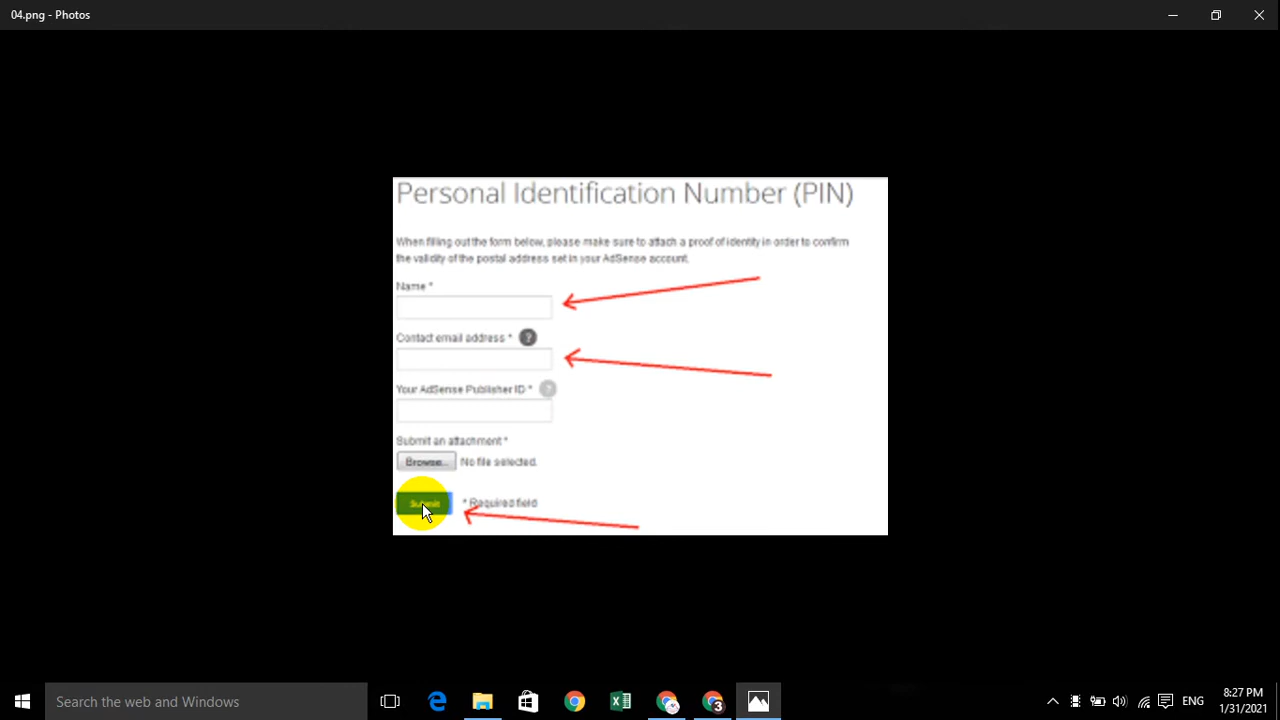 04.png - Photos
Personal Identification Number (PIN)
When filling out the form below, please make sure to attach a proof of identity in order to confirm
the validity of the postal address set in your AdSense account.
Name *
Contact email address * ?
Your AdSense Publisher ID * ?
Submit an attachment *
Browse... No file selected.
Submit * Required field
Search the web and Windows
3
ENG
8:27 PM
1/31/2021